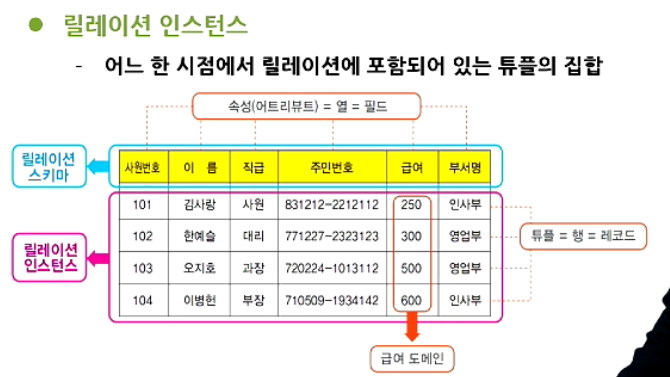 ● 릴레이션 인스턴스
- 어느 한 시점에서 릴레이션에 포함되어 있는 튜플의 집합
속성(어트리뷰트) = 열 = 필드
릴레이션
스키마
사원번호 이 름 직급 주민번호 급여 부서명
101 김사랑 사원 831212-2212112 250 인사부
102 한예슬 대리 771227-2323123 300 영업부
103 오지호 과장 720224-1013112 500 영업부
104 이병헌 부장 710509-1934142 600 인사부
릴레이션
인스턴스
튜플 = 행 = 레코드
급여 도메인